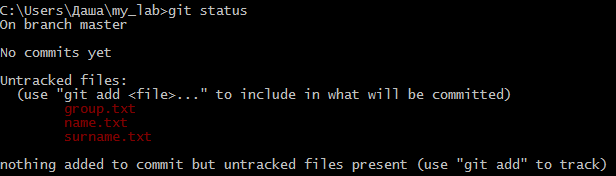 C:\Users\Даша\my_lab>git status
On branch master
No commits yet
Untracked files:
(use "git add <file>..." to include in what will be committed)
group.txt
name.txt
surname.txt
nothing added to commit but untracked files present (use "git add" to track)